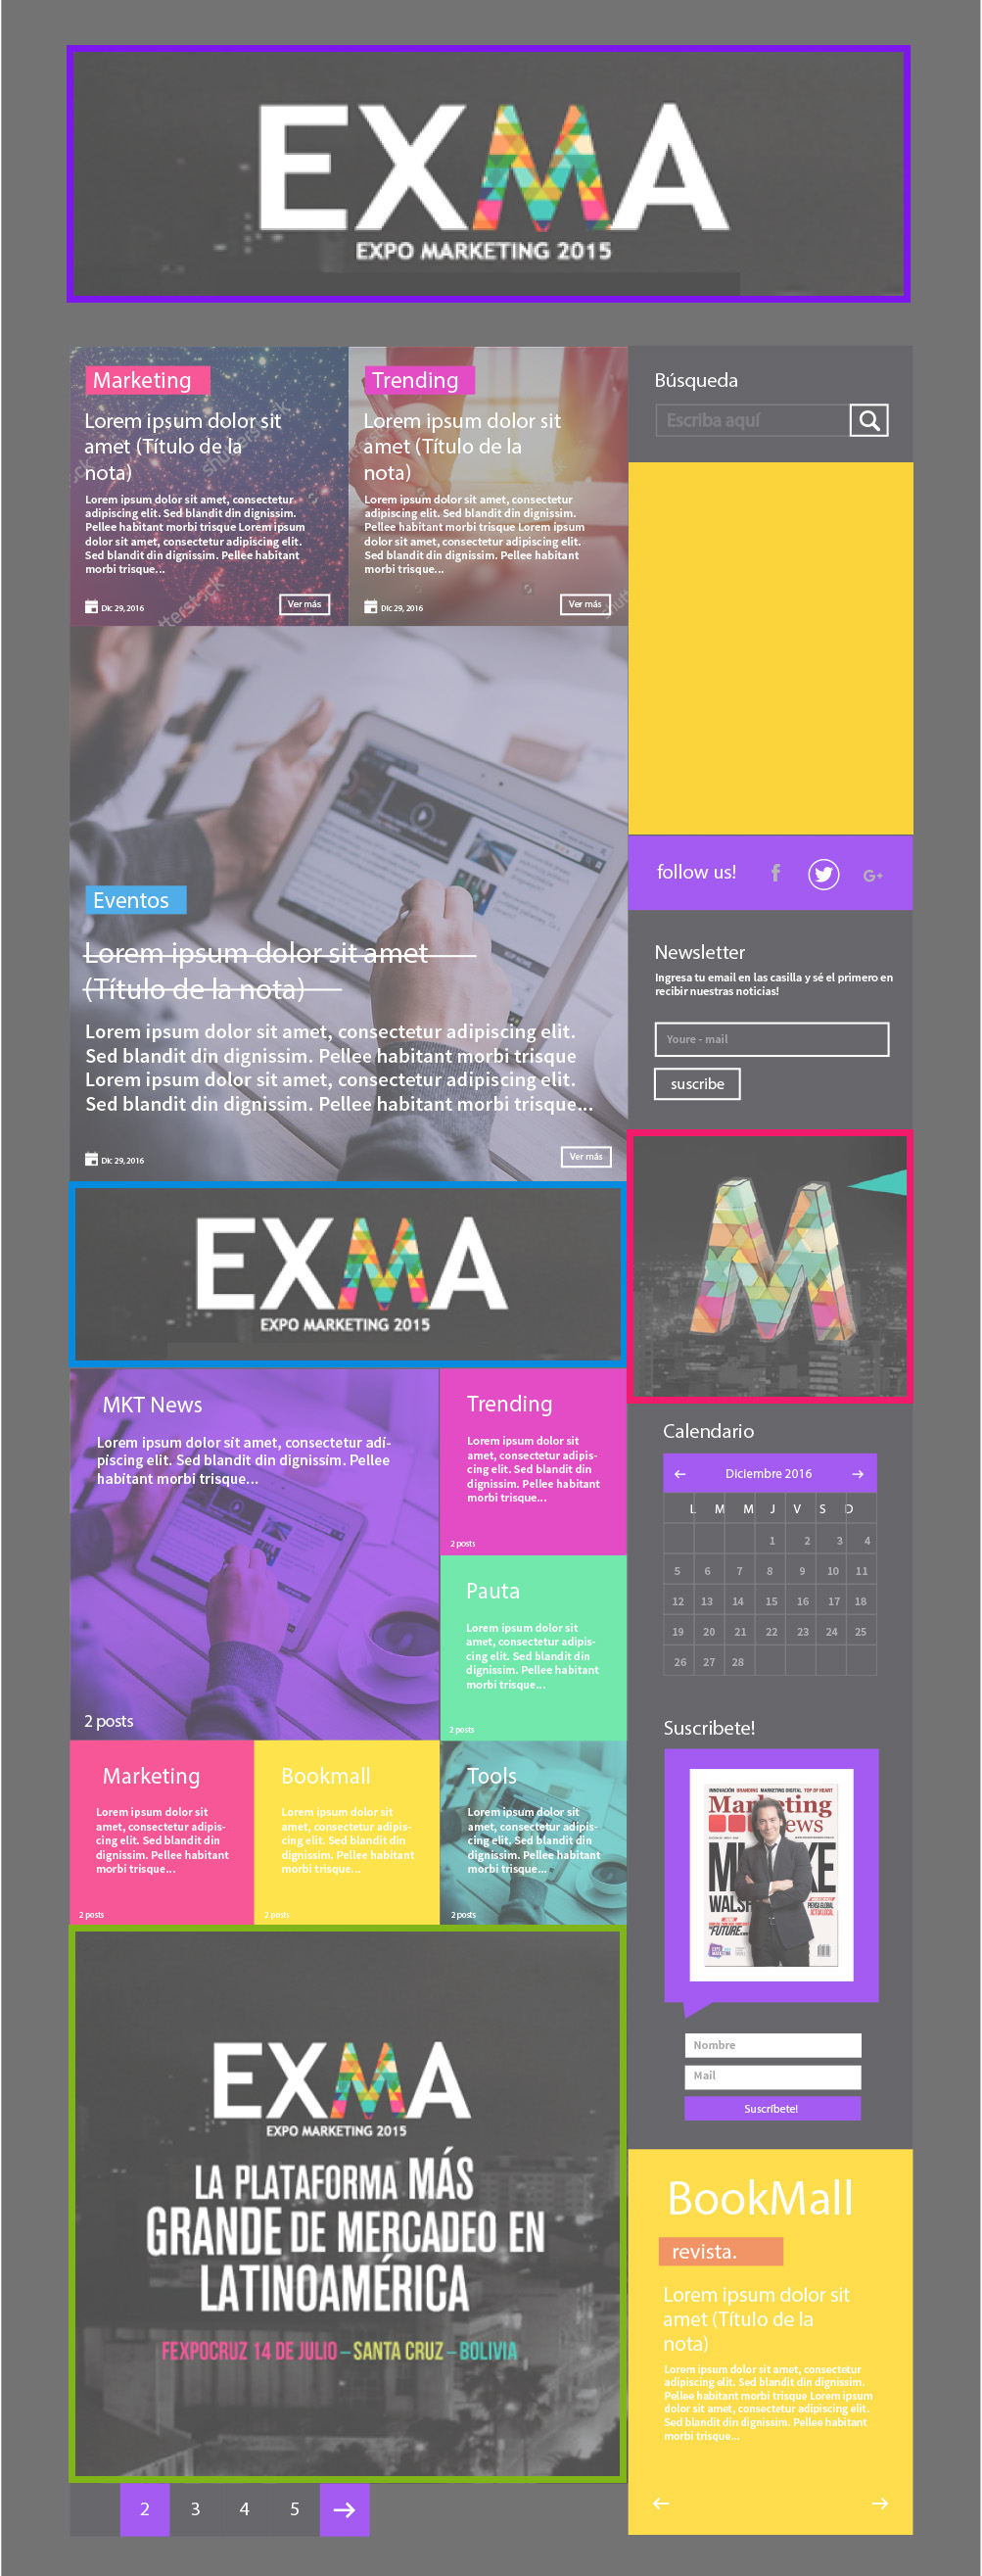 EXMA
EXPO MARKETING 2015
Marketing
Lorem ipsum dolor sit
amet (Título de la
nota)
Lorem ipsum dolor sit amet, consectetur
adipiscing elit. Sed blandit din dignissim.
Pellee habitant morbi trisque Lorem ipsum
dolor sit amet, consectetur adipiscing elit.
Sed blandit din dignissim. Pellee habitant
morbi trisque...
Dic 29, 2016
Ver más
Trending
Lorem ipsum dolor sit
amet (Título de la
nota)
Lorem ipsum dolor sit amet, consectetur
adipiscing elit. Sed blandit din dignissim.
Pellee habitant morbi trisque Lorem ipsum
dolor sit amet, consectetur adipiscing elit.
Sed blandit din dignissim. Pellee habitant
morbi trisque...
Dic 29, 2016
Ver más
Búsqueda
Escriba aquí
follow us!
Eventos
Lorem ipsum dolor sit amet
(Título de la nota)
Lorem ipsum dolor sit amet, consectetur adipiscing elit.
Sed blandit din dignissim. Pellee habitant morbi trisque
Lorem ipsum dolor sit amet, consectetur adipiscing elit.
Sed blandit din dignissim. Pellee habitant morbi trisque...
Dic 29, 2016
Ver más
Newsletter
Ingresa tu email en las casilla y sé el primero en
recibir nuestras noticias!
Youre - mail
suscribe
EXMA
EXPO MARKETING 2015
M
MKT News
Lorem ipsum dolor sit amet, consectetur adi-
piscing elit. Sed blandit din dignissim. Pellee
habitant morbi trisque...
2 posts
Trending
Lorem ipsum dolor sit
amet, consectetur adipis-
cing elit. Sed blandit din
dignissim. Pellee habitant
morbi trisque...
2 posts
Pauta
Lorem ipsum dolor sit
amet, consectetur adipis-
cing elit. Sed blandit din
dignissim. Pellee habitant
morbi trisque...
2 posts
Marketing
Lorem ipsum dolor sit
amet, consectetur adipis-
cing elit. Sed blandit din
dignissim. Pellee habitant
morbi trisque...
2 posts
Bookmall
Lorem ipsum dolor sit
amet, consectetur adipis-
cing elit. Sed blandit din
dignissim. Pellee habitant
morbi trisque...
2 posts
Tools
Lorem ipsum dolor sit
amet, consectetur adipis-
cing elit. Sed blandit din
dignissim. Pellee habitant
morbi trisque...
2 posts
Calendario
Diciembre 2016
L M M J V S D
1 2 3 4
5 6 7 8 9 10 11
12 13 14 15 16 17 18
19 20 21 22 23 24 25
26 27 28
Suscribete!
INNOVACIÓN BRANDING MARKETING DIGITAL TOP OF HEART
Marketing
News
WALSH
"FUTURE...
Nombre
Mail
Suscríbete!
EXMA
EXPO MARKETING 2015
LA PLATAFORMA MÁS
GRANDE DE MERCADEO EN
LATINOAMÉRICA
FEXPOCRUZ 14 DE JULIO – SANTA CRUZ – BOLIVIA
BookMall
revista.
Lorem ipsum dolor sit
amet (Título de la
nota)
Lorem ipsum dolor sit amet, consectetur
adipiscing elit. Sed blandit din dignissim.
Pellee habitant morbi trisque Lorem ipsum
dolor sit amet, consectetur adipiscing elit.
Sed blandit din dignissim. Pellee habitant
morbi trisque...
2 3 4 5